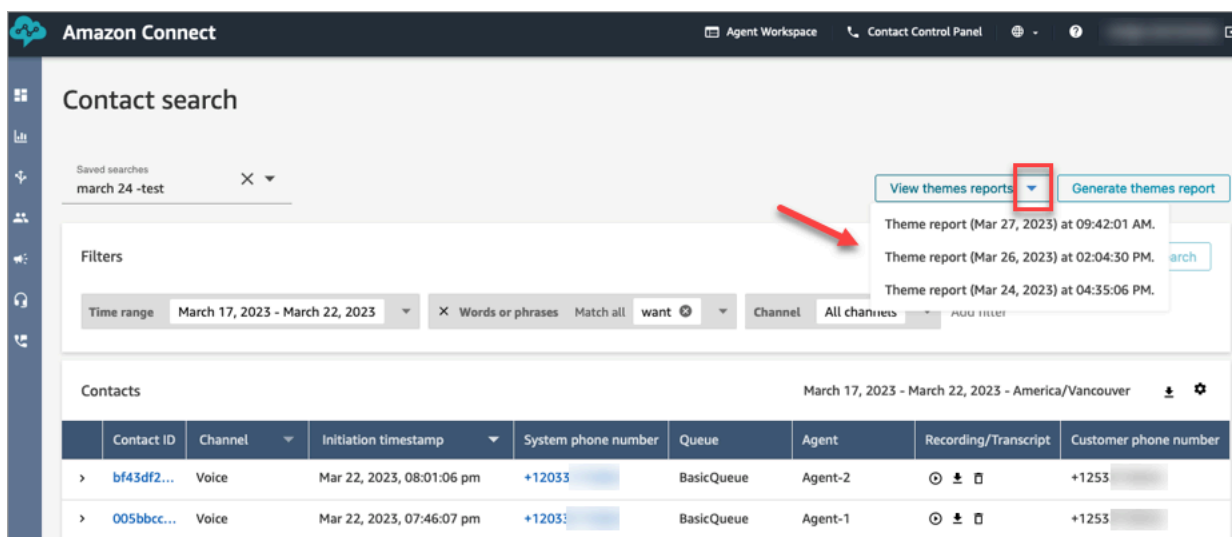 Amazon Connect
Agent Workspace
Contact Control Panel
Contact search
Saved searches
march 24 -test
View themes reports
Generate themes report
Theme report (Mar 27, 2023) at 09:42:01 AM.
Theme report (Mar 26, 2023) at 02:04:30 PM.
Theme report (Mar 24, 2023) at 04:35:06 PM.
Filters
arch
Time range March 17, 2023 - March 22, 2023
Words or phrases Match all want
Channel All channels
Add filter
Contacts
March 17, 2023 - March 22, 2023 - America/Vancouver
Contact ID Channel Initiation timestamp System phone number Queue Agent Recording/Transcript Customer phone number
bf43df2... Voice Mar 22, 2023, 08:01:06 pm +12033 BasicQueue Agent-2 +1253
005bbcc... Voice Mar 22, 2023, 07:46:07 pm +1203 BasicQueue Agent-1 +1253